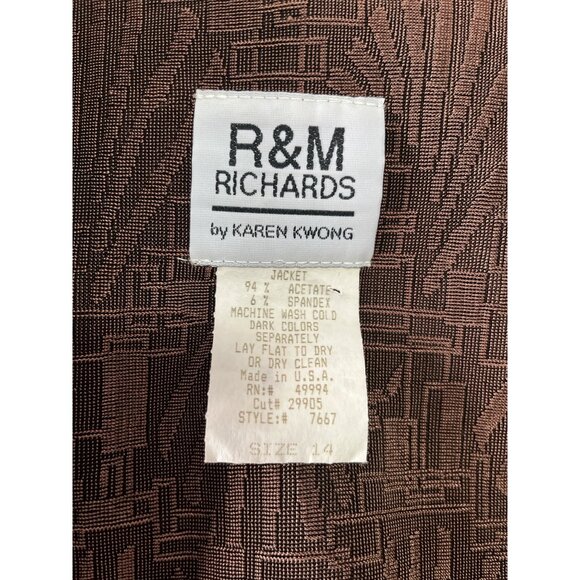 R&M
RICHARDS
by KAREN KWONG
JACKET
94 % ACETATE
6 % SPANDEX
MACHINE WASH COLD
DARK COLORS
SEPARATELY
LAY FLAT TO DRY
OR DRY CLEAN
Made in U.S.A.
RN:# 49994
Cut# 29905
STYLE:# 7667
SIZE 14